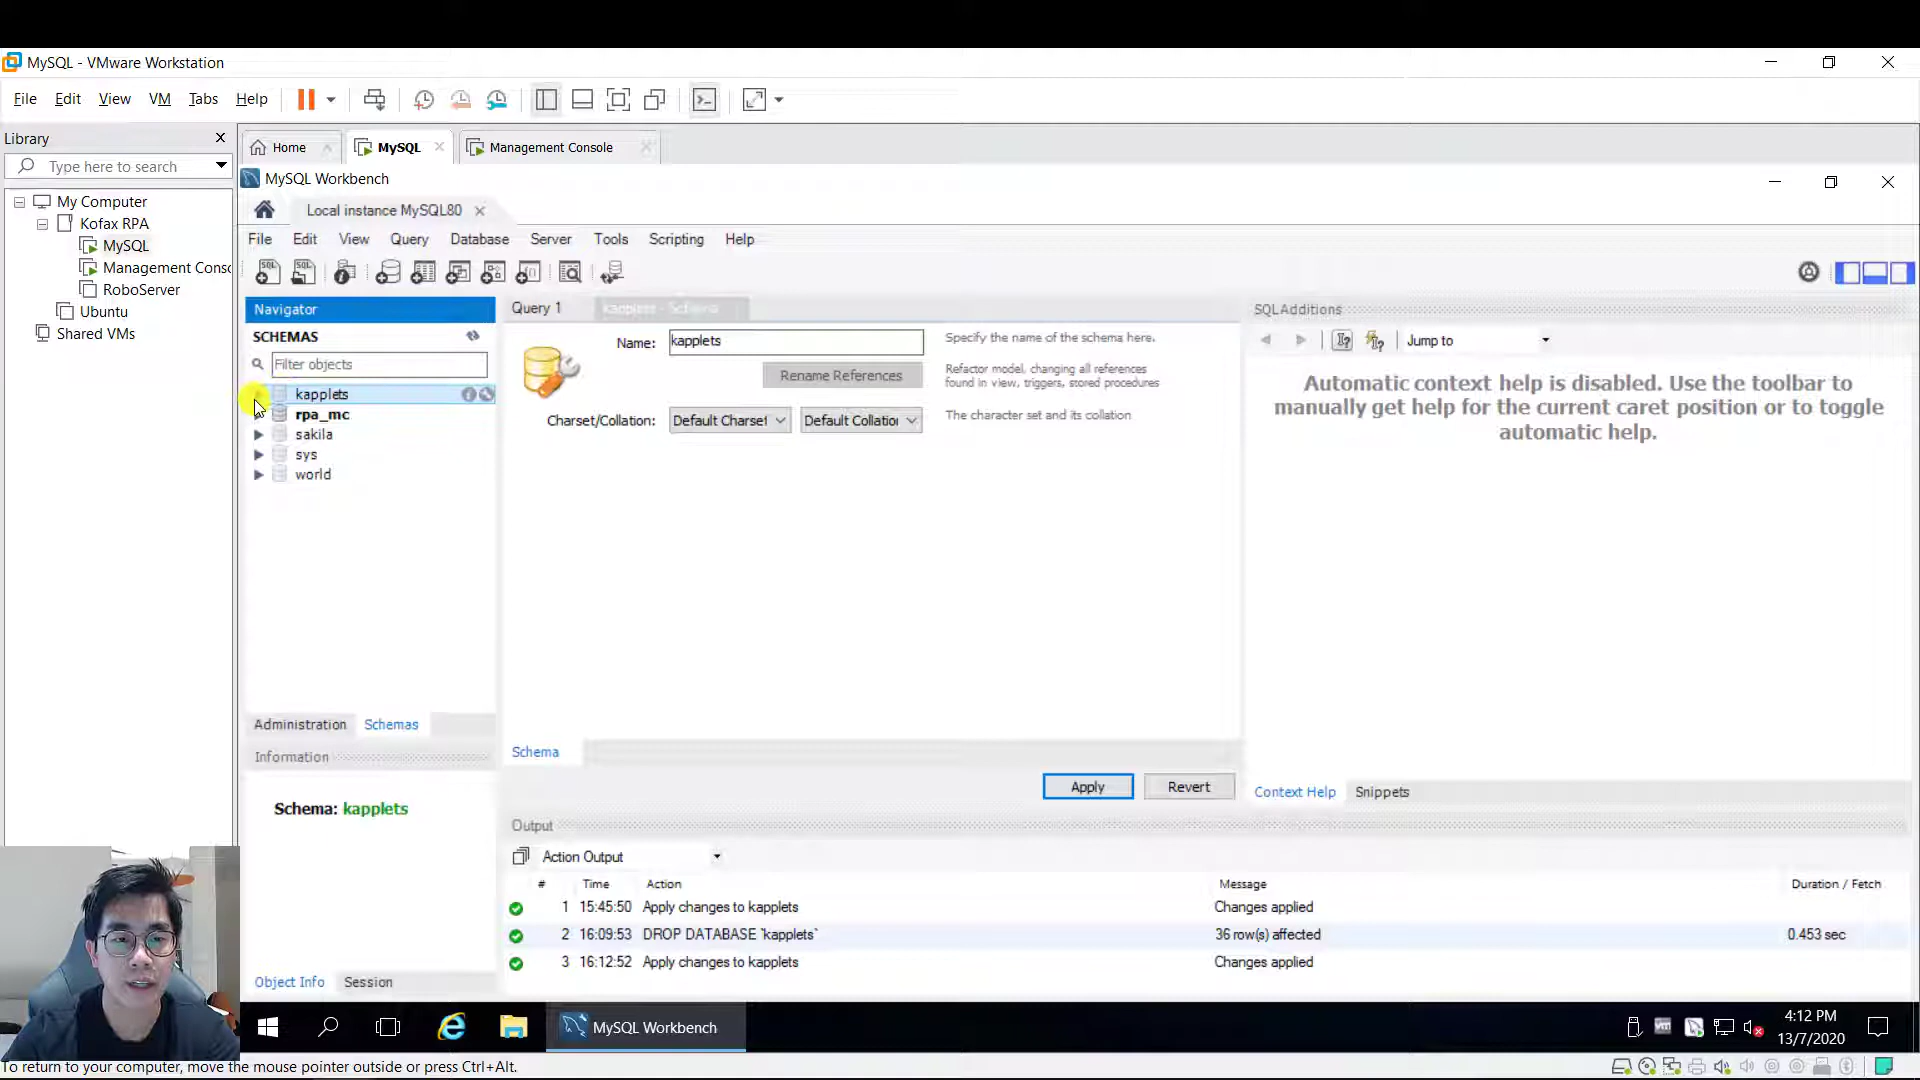 MySQL - VMware Workstation
File Edit View VM Tabs Help
Library
Type here to search
My Computer
Kofax RPA
MySQL
Management Consc
RoboServer
Ubuntu
Shared VMs
Home MySQL Management Console
MySQL Workbench
Local instance MySQL80
File Edit View Query Database Server Tools Scripting Help
Navigator
SCHEMAS
Filter objects
kapplets
rpa_mc
sakila
sys
world
Administration Schemas
Information
Schema: kapplets
Object Info Session
Query 1 kapplets - Schema
Name: kapplets
Specify the name of the schema here.
Rename References
Refactor model, changing all references
found in view, triggers, stored procedures
Charset/Collation: Default Charset Default Collation
The character set and its collation
Schema
Apply Revert
SQLAdditions
Jump to
Automatic context help is disabled. Use the toolbar to
manually get help for the current caret position or to toggle
automatic help.
Context Help Snippets
Output
Action Output
# Time Action Message Duration / Fetch
1 15:45:50 Apply changes to kapplets Changes applied
2 16:09:53 DROP DATABASE `kapplets` 36 row(s) affected 0.453 sec
3 16:12:52 Apply changes to kapplets Changes applied
MySQL Workbench
4:12 PM
13/7/2020
To return to your computer, move the mouse pointer outside or press Ctrl+Alt.